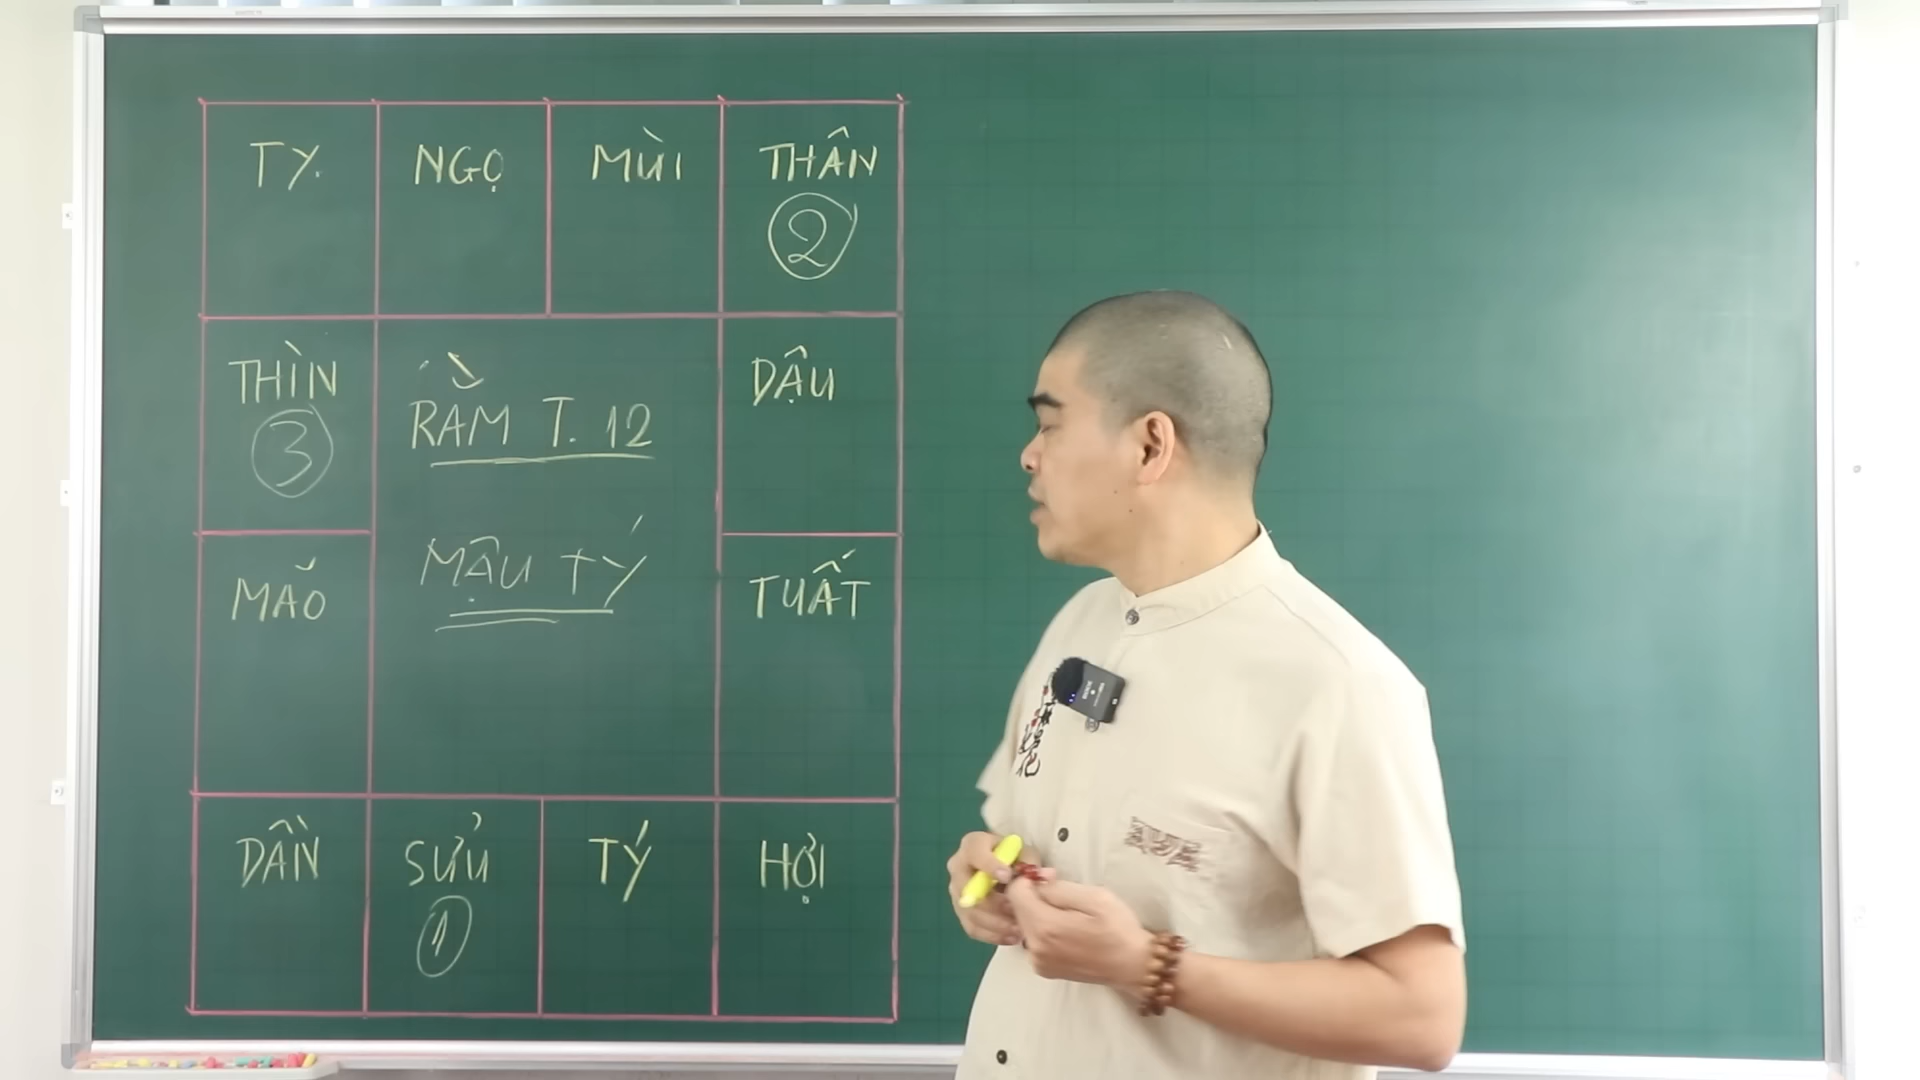 TỴ
NGỌ
MÙI
THÂN
2
THÌN
3
RẰM T. 12
DẬU
MẬU TÝ
MÃO
TUẤT
DẦN
SỬU
1
TÝ
HỢI